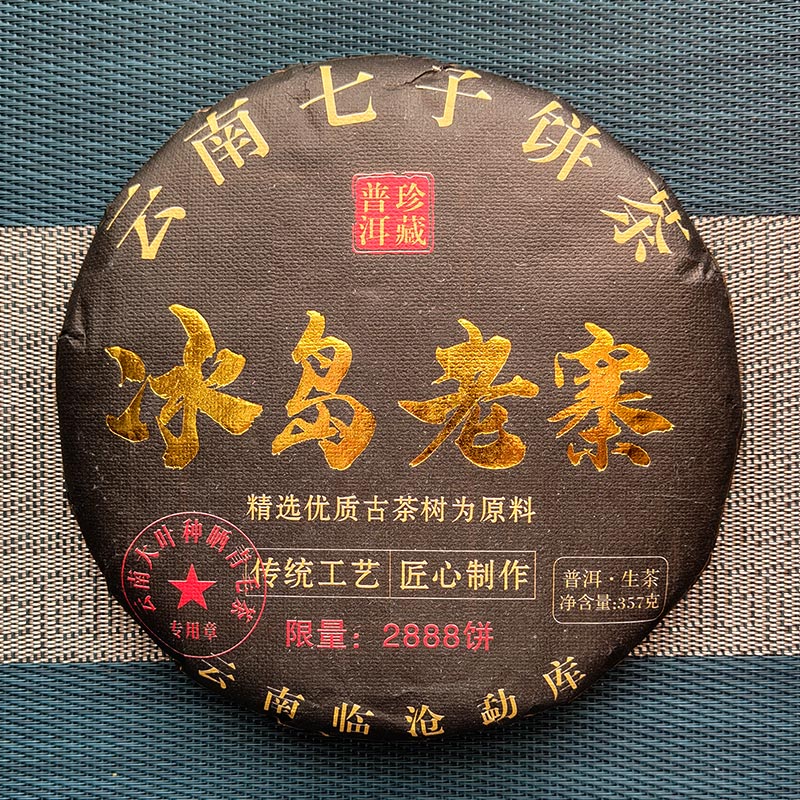 云南七子饼茶
珍藏
普洱
冰岛老寨
精选优质古茶树为原料
传统工艺 匠心制作
普洱·生茶
净含量:357克
云南大叶种晒青毛茶
专用章
限量：2888饼
云南临沧勐库